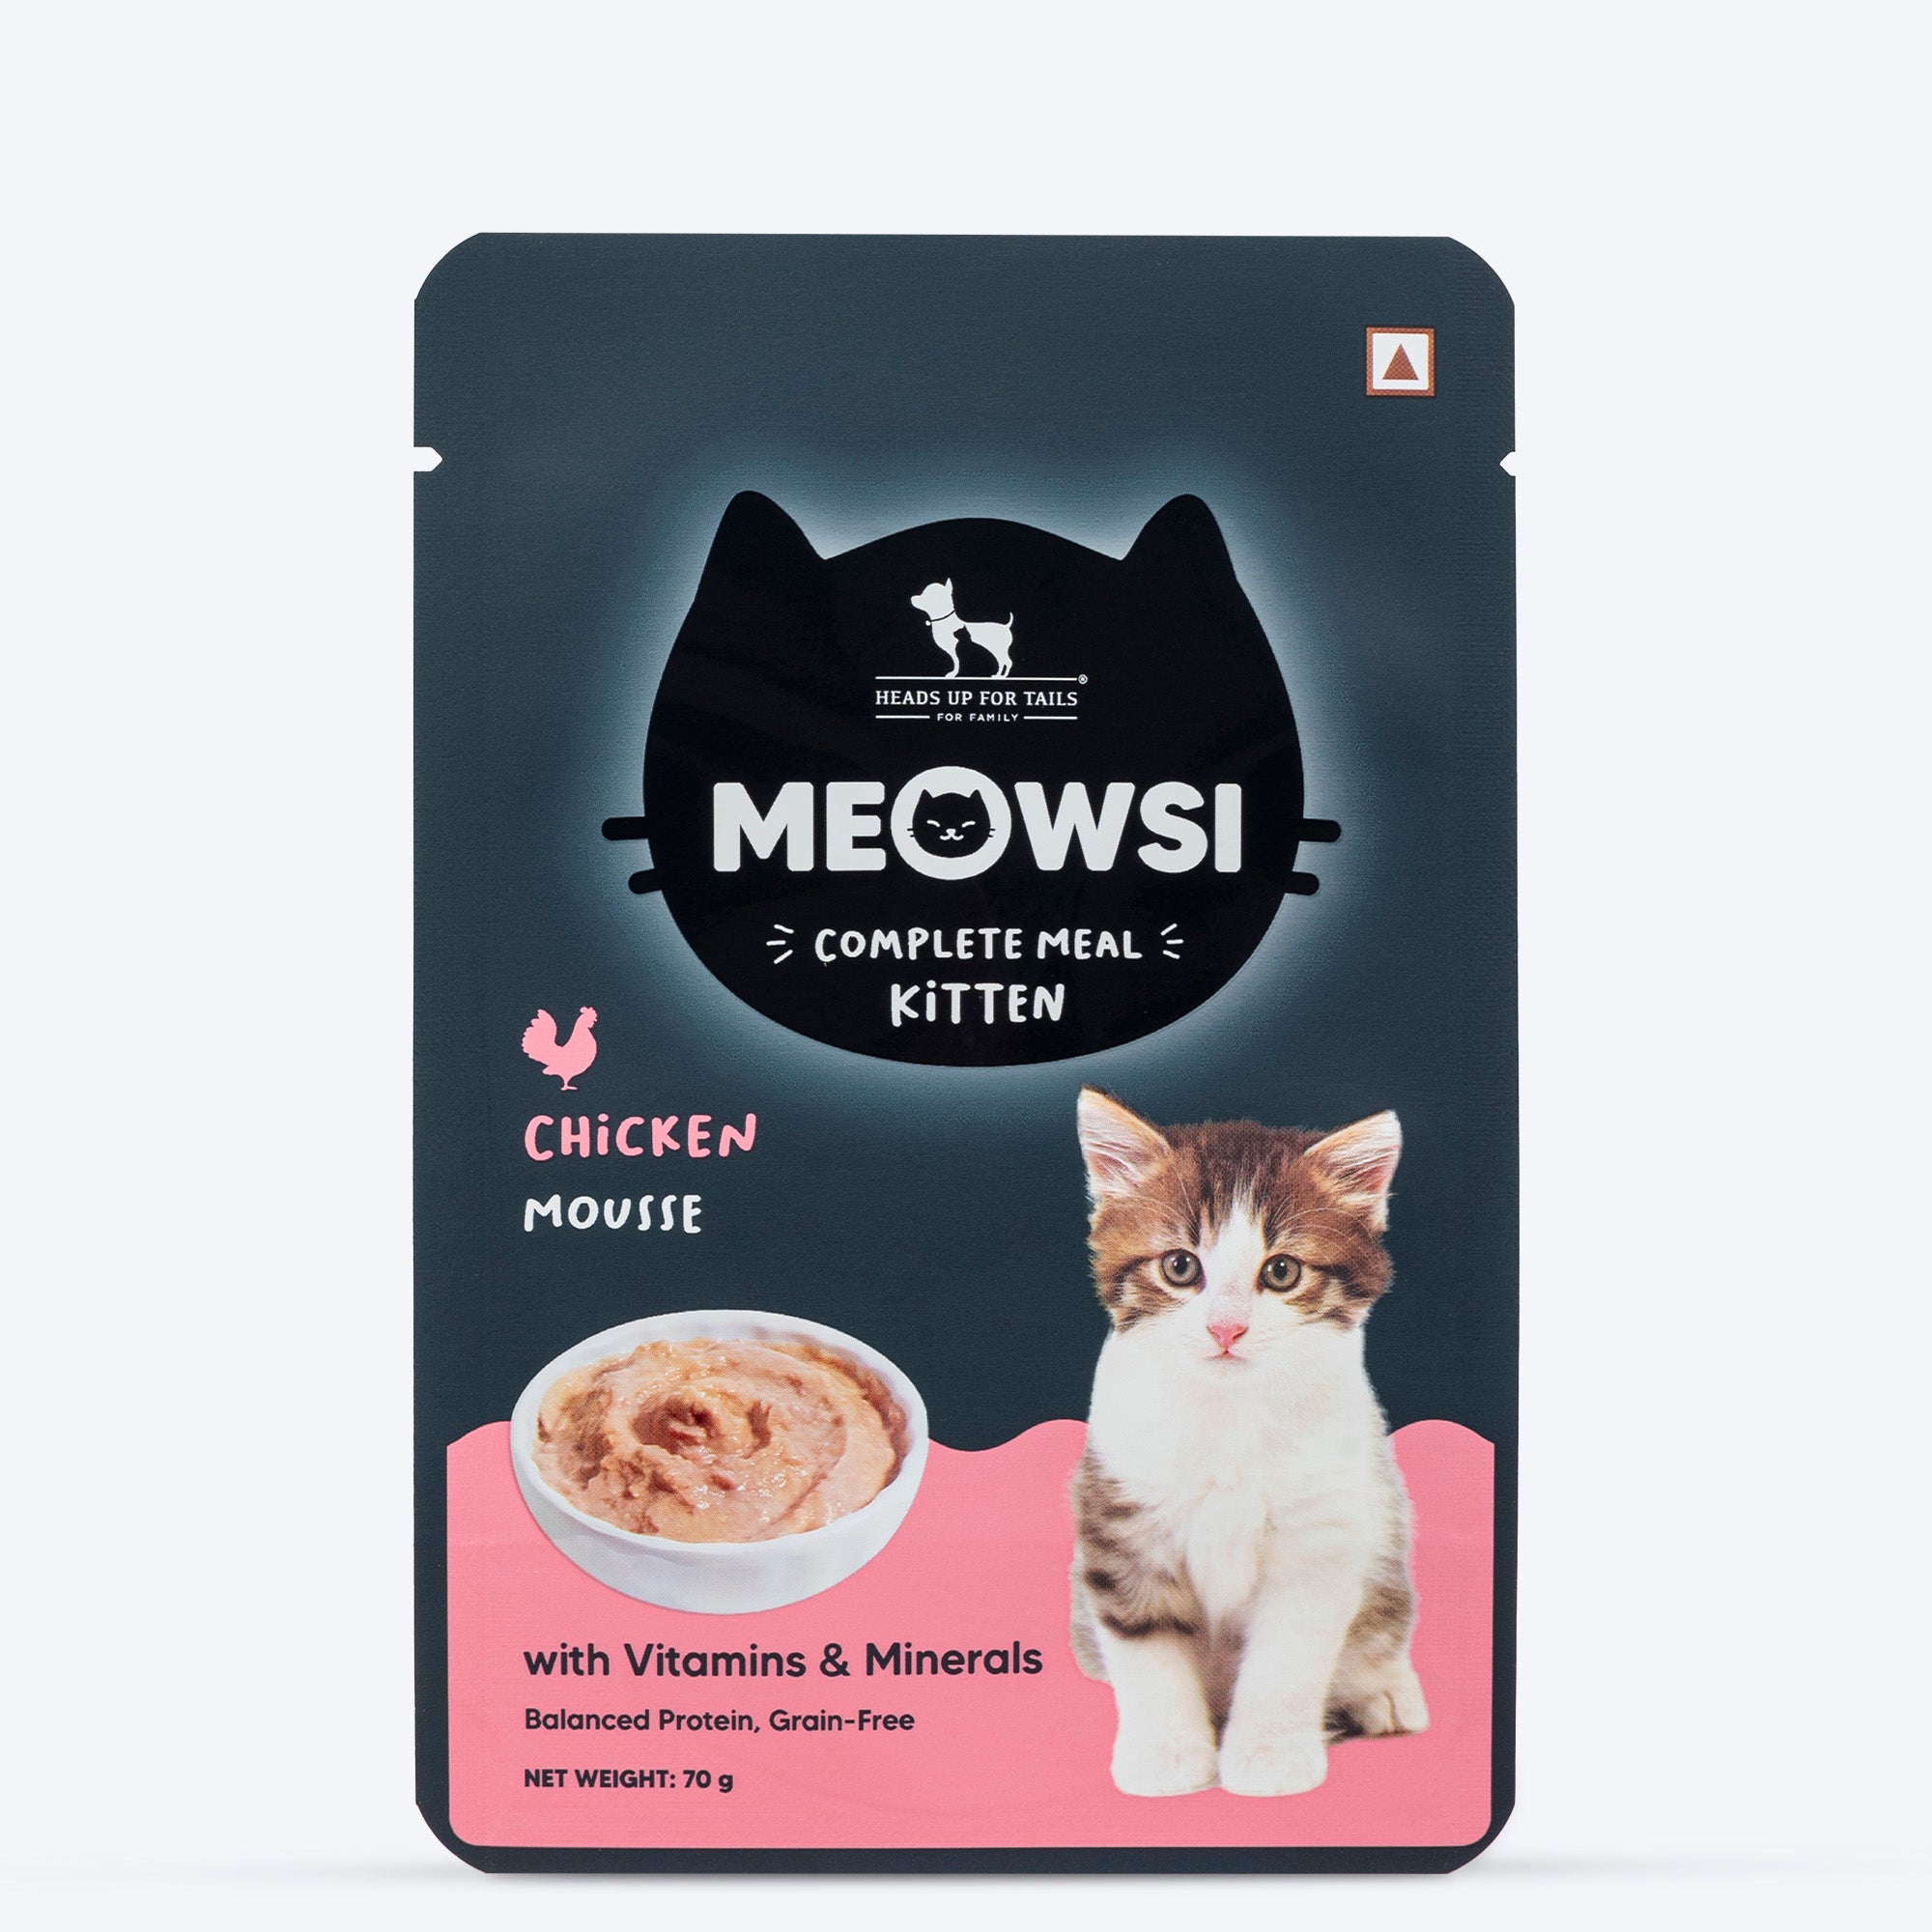 HEADS UP FOR TAILS®
FOR FAMILY
MEOWSI
COMPLETE MEAL
KiTTEN
CHiCKEN
MOUSSE
with Vitamins & Minerals
Balanced Protein, Grain-Free
NET WEIGHT: 70 g